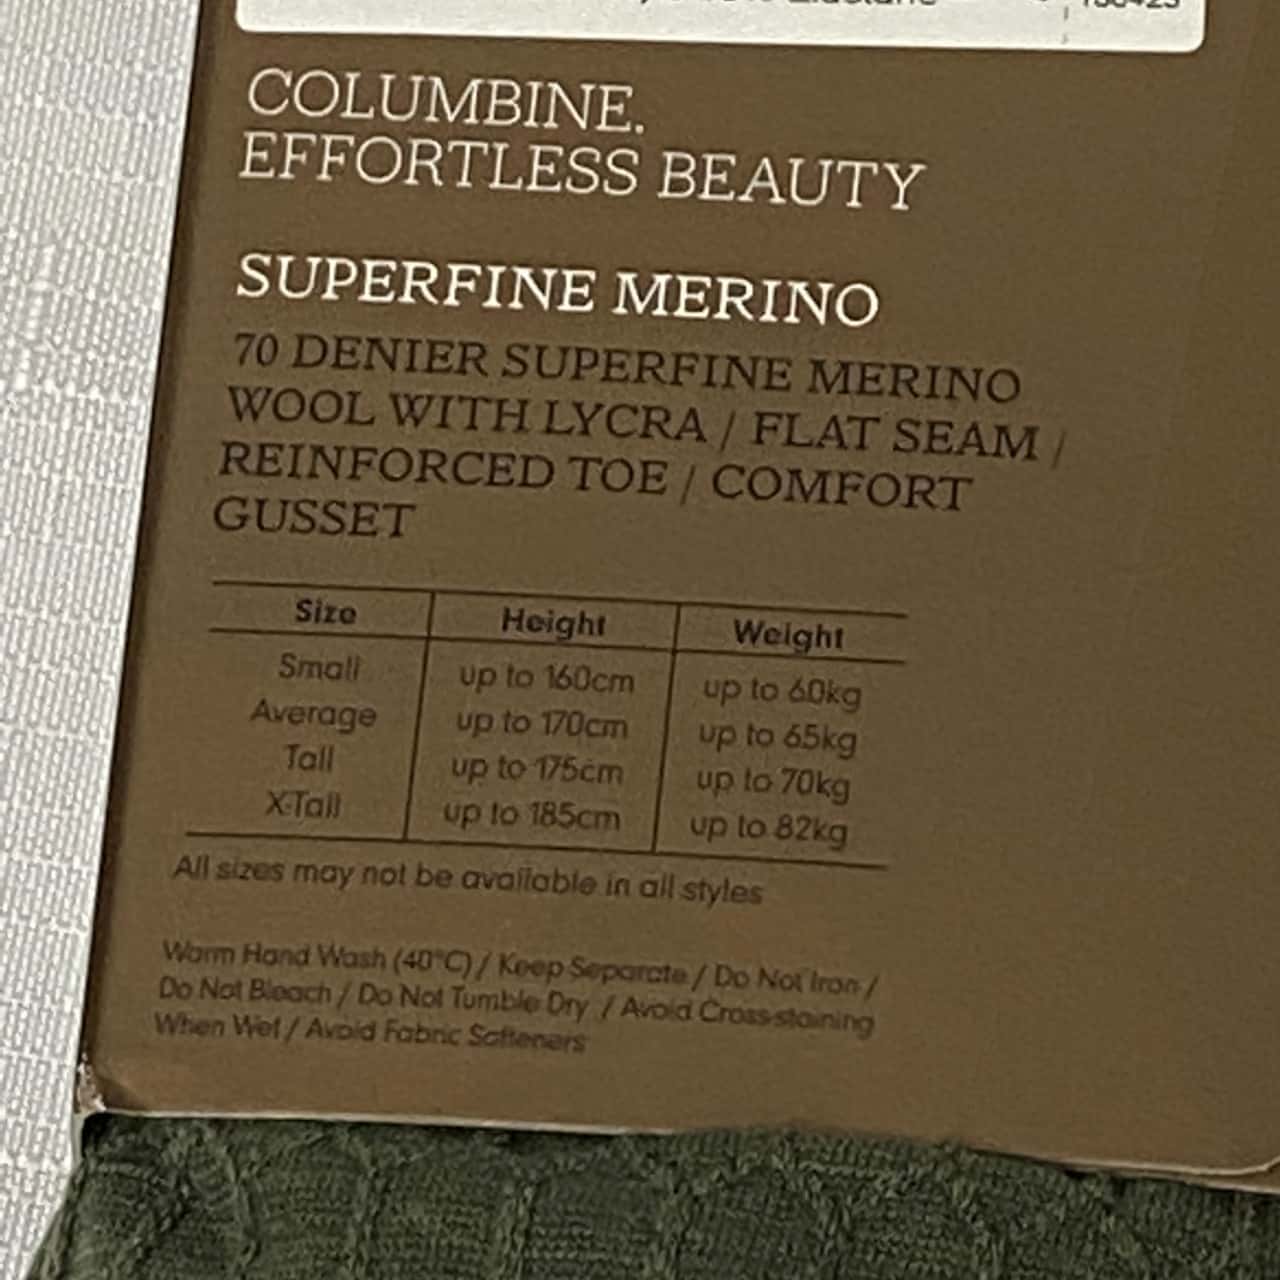 COLUMBINE.
EFFORTLESS BEAUTY
SUPERFINE MERINO
70 DENIER SUPERFINE MERINO
WOOL WITH LYCRA / FLAT SEAM /
REINFORCED TOE / COMFORT
GUSSET
Size Height Weight
Small up to 160cm up to 60kg
Average up to 170cm up to 65kg
Tall up to 175cm up to 70kg
X-Tall up to 185cm up to 82kg
All sizes may not be available in all styles
Warm Hand Wash (40°C) / Keep Separate / Do Not Iron /
Do Not Bleach / Do Not Tumble Dry / Avoid Cross-staining
When Wet / Avoid Fabric Softeners